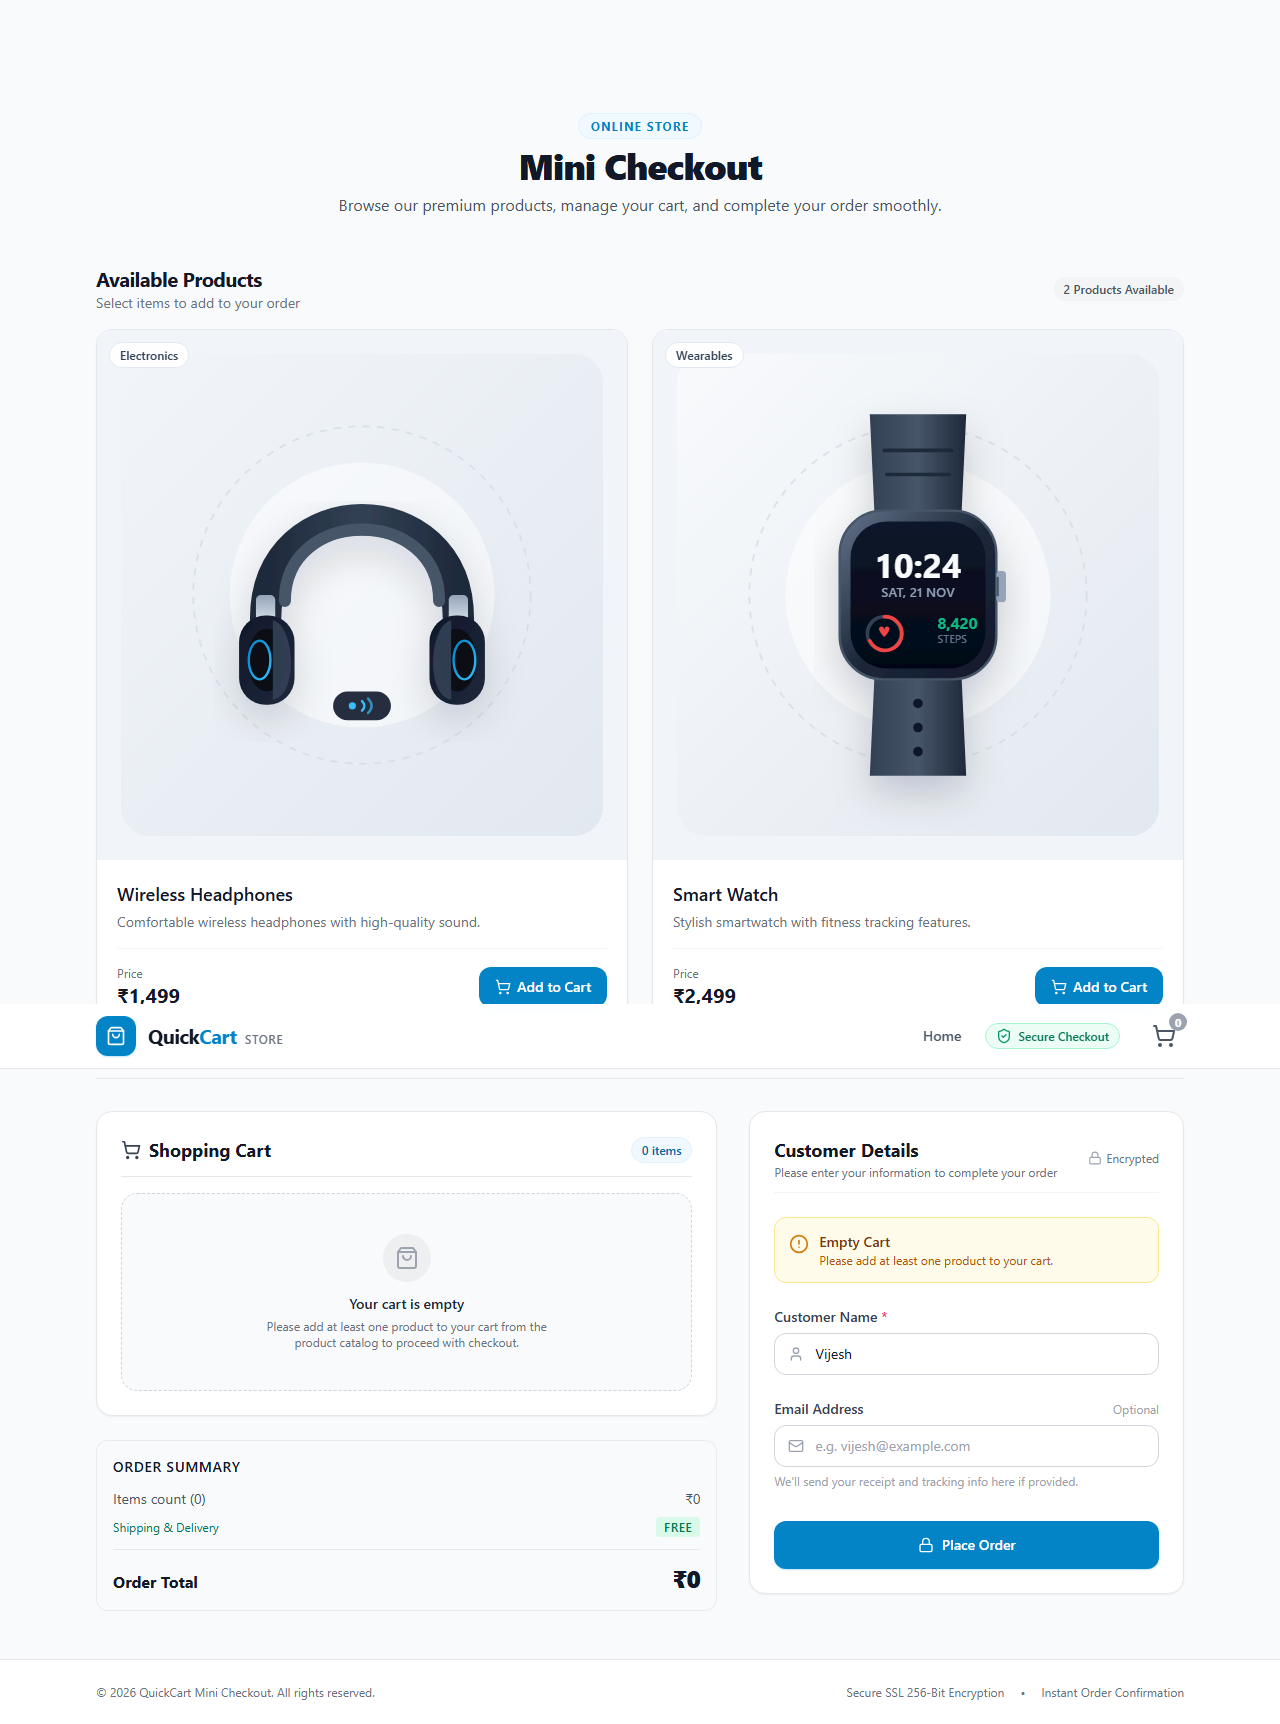 ONLINE STORE
Mini Checkout
Browse our premium products, manage your cart, and complete your order smoothly.
Available Products
Select items to add to your order
2 Products Available
Electronics
Wearables
10:24
SAT, 21 NOV
8,420
STEPS
Wireless Headphones
Comfortable wireless headphones with high-quality sound.
Price
₹1,499
Add to Cart
Smart Watch
Stylish smartwatch with fitness tracking features.
Price
₹2,499
Add to Cart
QuickCart STORE
Home
Secure Checkout
0
Shopping Cart
0 items
Your cart is empty
Please add at least one product to your cart from the
product catalog to proceed with checkout.
ORDER SUMMARY
Items count (0) ₹0
Shipping & Delivery FREE
Order Total ₹0
Customer Details
Please enter your information to complete your order
Encrypted
Empty Cart
Please add at least one product to your cart.
Customer Name *
Vijesh
Email Address Optional
e.g. vijesh@example.com
We'll send your receipt and tracking info here if provided.
Place Order
© 2026 QuickCart Mini Checkout. All rights reserved.
Secure SSL 256-Bit Encryption • Instant Order Confirmation